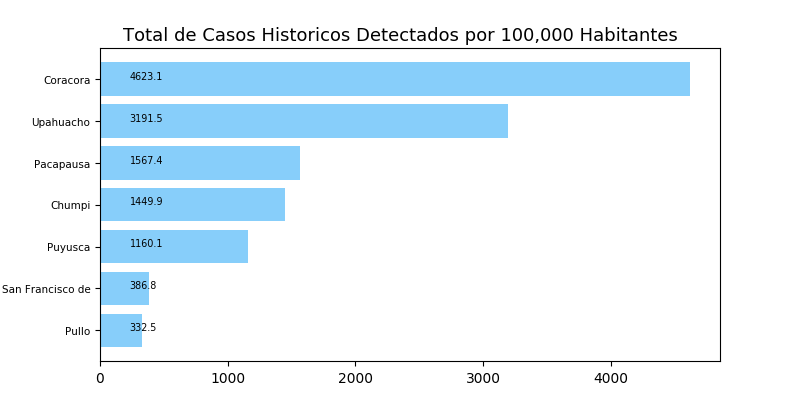 Total de Casos Historicos Detectados por 100,000 Habitantes
Coracora 4623.1
Upahuacho 3191.5
Pacapausa 1567.4
Chumpi 1449.9
Puyusca 1160.1
San Francisco de 386.8
Pullo 332.5
0 1000 2000 3000 4000